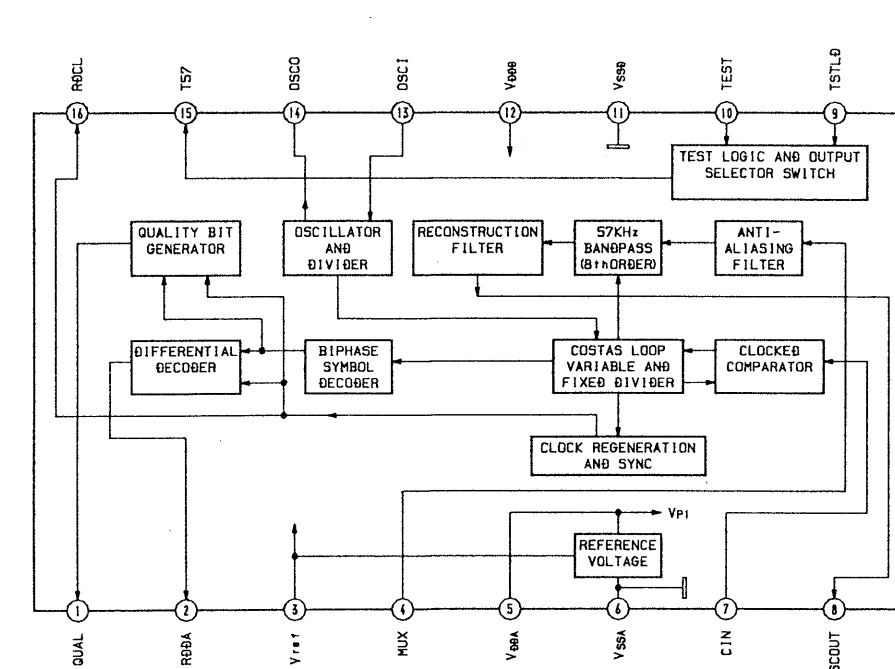 RDCL
T57
OSCO
OSCI
VDDD
VSSD
TEST
TSTLD
16
15
14
13
12
11
10
9
TEST LOGIC AND OUTPUT
SELECTOR SWITCH
QUALITY BIT
GENERATOR
OSCILLATOR
AND
DIVIDER
RECONSTRUCTION
FILTER
57KHz
BANDPASS
(8thORDER)
ANTI-
ALIASING
FILTER
DIFFERENTIAL
DECODER
BIPHASE
SYMBOL
DECODER
COSTAS LOOP
VARIABLE AND
FIXED DIVIDER
CLOCKED
COMPARATOR
CLOCK REGENERATION
AND SYNC
VP1
REFERENCE
VOLTAGE
1
2
3
4
5
6
7
8
QUAL
RDDA
Vref
MUX
VDDA
VSSA
CIN
SCOUT